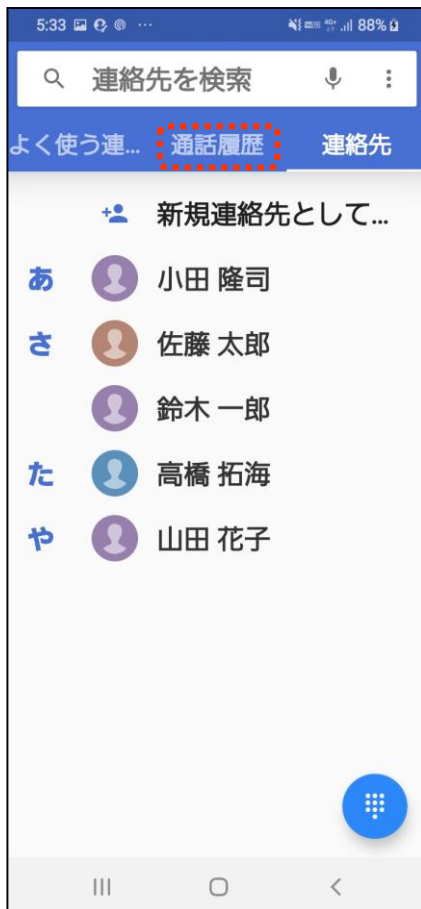 5:33 88%
連絡先を検索
よく使う連... 通話履歴 連絡先
新規連絡先として...
あ 小田 隆司
さ 佐藤 太郎
鈴木 一郎
た 高橋 拓海
や 山田 花子